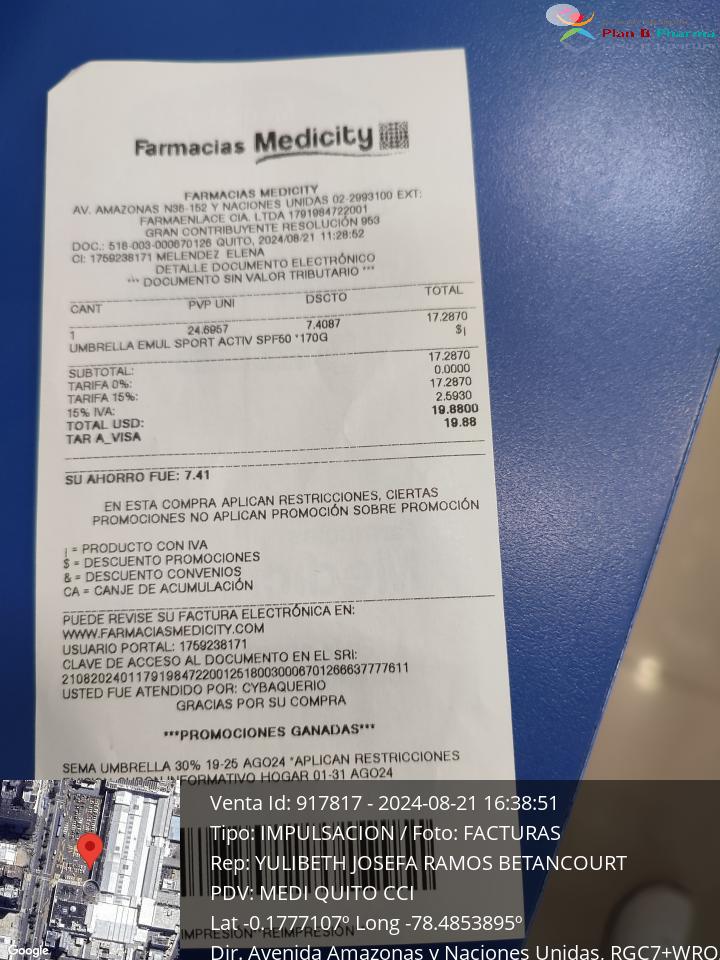 Plan B Pharma
Farmacias Medicity
FARMACIAS MEDICITY
AV. AMAZONAS N36-152 Y NACIONES UNIDAS 02-2993100 EXT:
FARMAENLACE CIA. LTDA 1791984722001
GRAN CONTRIBUYENTE RESOLUCIÓN 953
DOC.: 518-003-000670126 QUITO, 2024/08/21 11:28:52
CI: 1759238171 MELENDEZ ELENA
DETALLE DOCUMENTO ELECTRÓNICO
*** DOCUMENTO SIN VALOR TRIBUTARIO ***
CANT PVP UNI DSCTO TOTAL
1 24.6957 7.4087 17.2870
UMBRELLA EMUL SPORT ACTIV SPF50 *170G $¡
SUBTOTAL: 17.2870
TARIFA 0%: 0.0000
TARIFA 15%: 17.2870
15% IVA: 2.5930
TOTAL USD: 19.8800
TAR A_VISA 19.88
SU AHORRO FUE: 7.41
EN ESTA COMPRA APLICAN RESTRICCIONES, CIERTAS
PROMOCIONES NO APLICAN PROMOCIÓN SOBRE PROMOCIÓN
¡ = PRODUCTO CON IVA
$ = DESCUENTO PROMOCIONES
& = DESCUENTO CONVENIOS
CA = CANJE DE ACUMULACIÓN
PUEDE REVISE SU FACTURA ELECTRÓNICA EN:
WWW.FARMACIASMEDICITY.COM
USUARIO PORTAL: 1759238171
CLAVE DE ACCESO AL DOCUMENTO EN EL SRI:
2108202401179198472200125180030006701266637777611
USTED FUE ATENDIDO POR: CYBAQUERIO
GRACIAS POR SU COMPRA
***PROMOCIONES GANADAS***
SEMA UMBRELLA 30% 19-25 AGO24 *APLICAN RESTRICCIONES
INFORMATIVO HOGAR 01-31 AGO24
Venta Id: 917817 - 2024-08-21 16:38:51
Tipo: IMPULSACION / Foto: FACTURAS
Rep: YULIBETH JOSEFA RAMOS BETANCOURT
PDV: MEDI QUITO CCI
Lat -0.1777107º Long -78.4853895º
IMPRESIÓN**REIMPRESIÓN
Dir. Avenida Amazonas y Naciones Unidas, RGC7+WRQ
Google